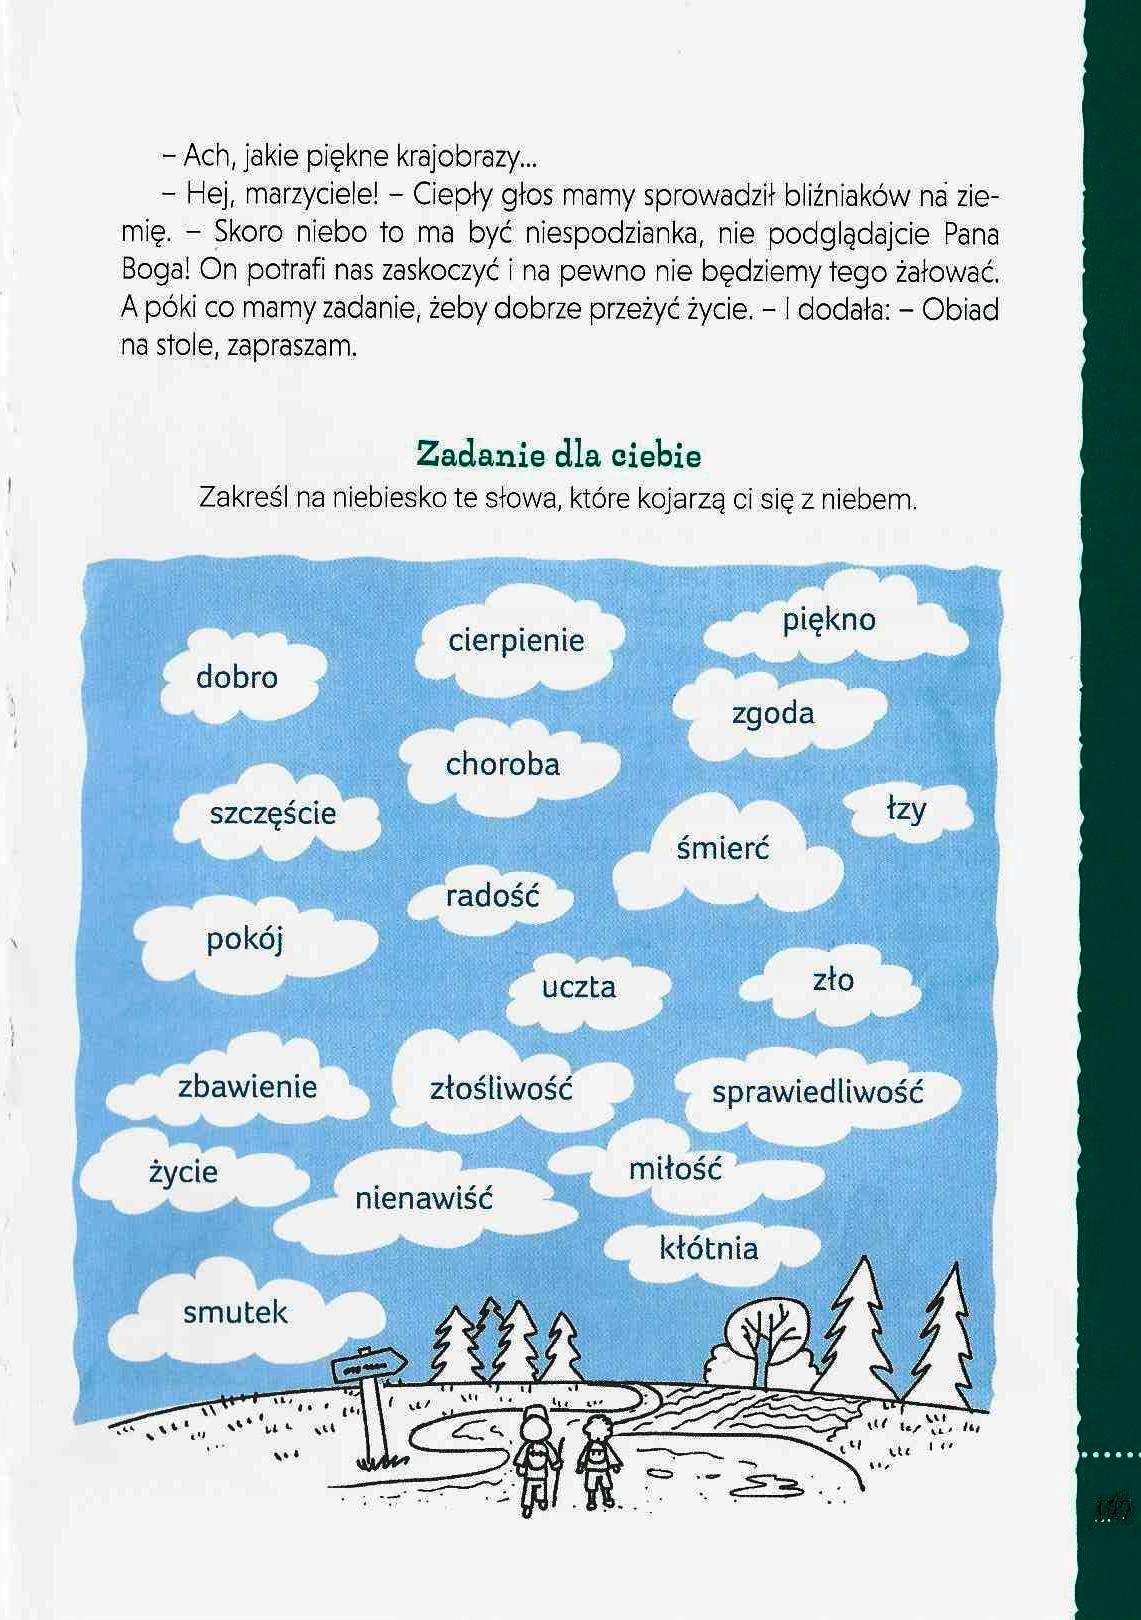 – Ach, jakie piękne krajobrazy...
– Hej, marzyciele! – Ciepły głos mamy sprowadził bliźniaków na zie-
mię. – Skoro niebo to ma być niespodzianka, nie podglądajcie Pana
Boga! On potrafi nas zaskoczyć i na pewno nie będziemy tego żałować.
A póki co mamy zadanie, żeby dobrze przeżyć życie. – I dodała: – Obiad
na stole, zapraszam.
Zadanie dla ciebie
Zakreśl na niebiesko te słowa, które kojarzą ci się z niebem.
piękno
cierpienie
dobro
zgoda
choroba
szczęście
łzy
śmierć
radość
pokój
uczta
zło
zbawienie
złośliwość
sprawiedliwość
życie
miłość
nienawiść
kłótnia
smutek